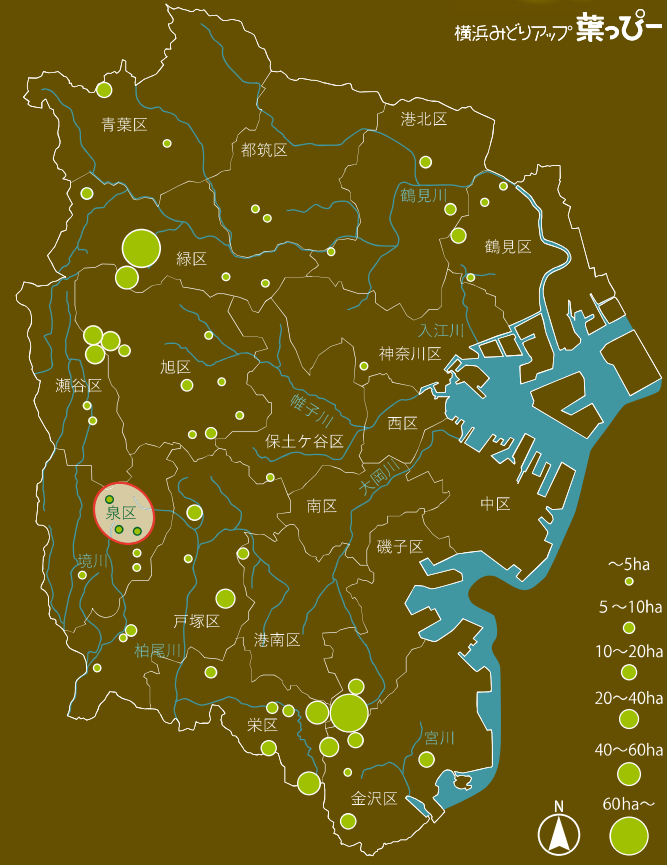 横浜みどりアップ 葉っぴー
青葉区
都筑区
港北区
鶴見川
鶴見区
緑区
入江川
神奈川区
旭区
瀬谷区
帷子川
西区
保土ケ谷区
大岡川
南区
中区
泉区
磯子区
境川
戸塚区
港南区
柏尾川
栄区
宮川
金沢区
～5ha
5～10ha
10～20ha
20～40ha
40～60ha
60ha～
N